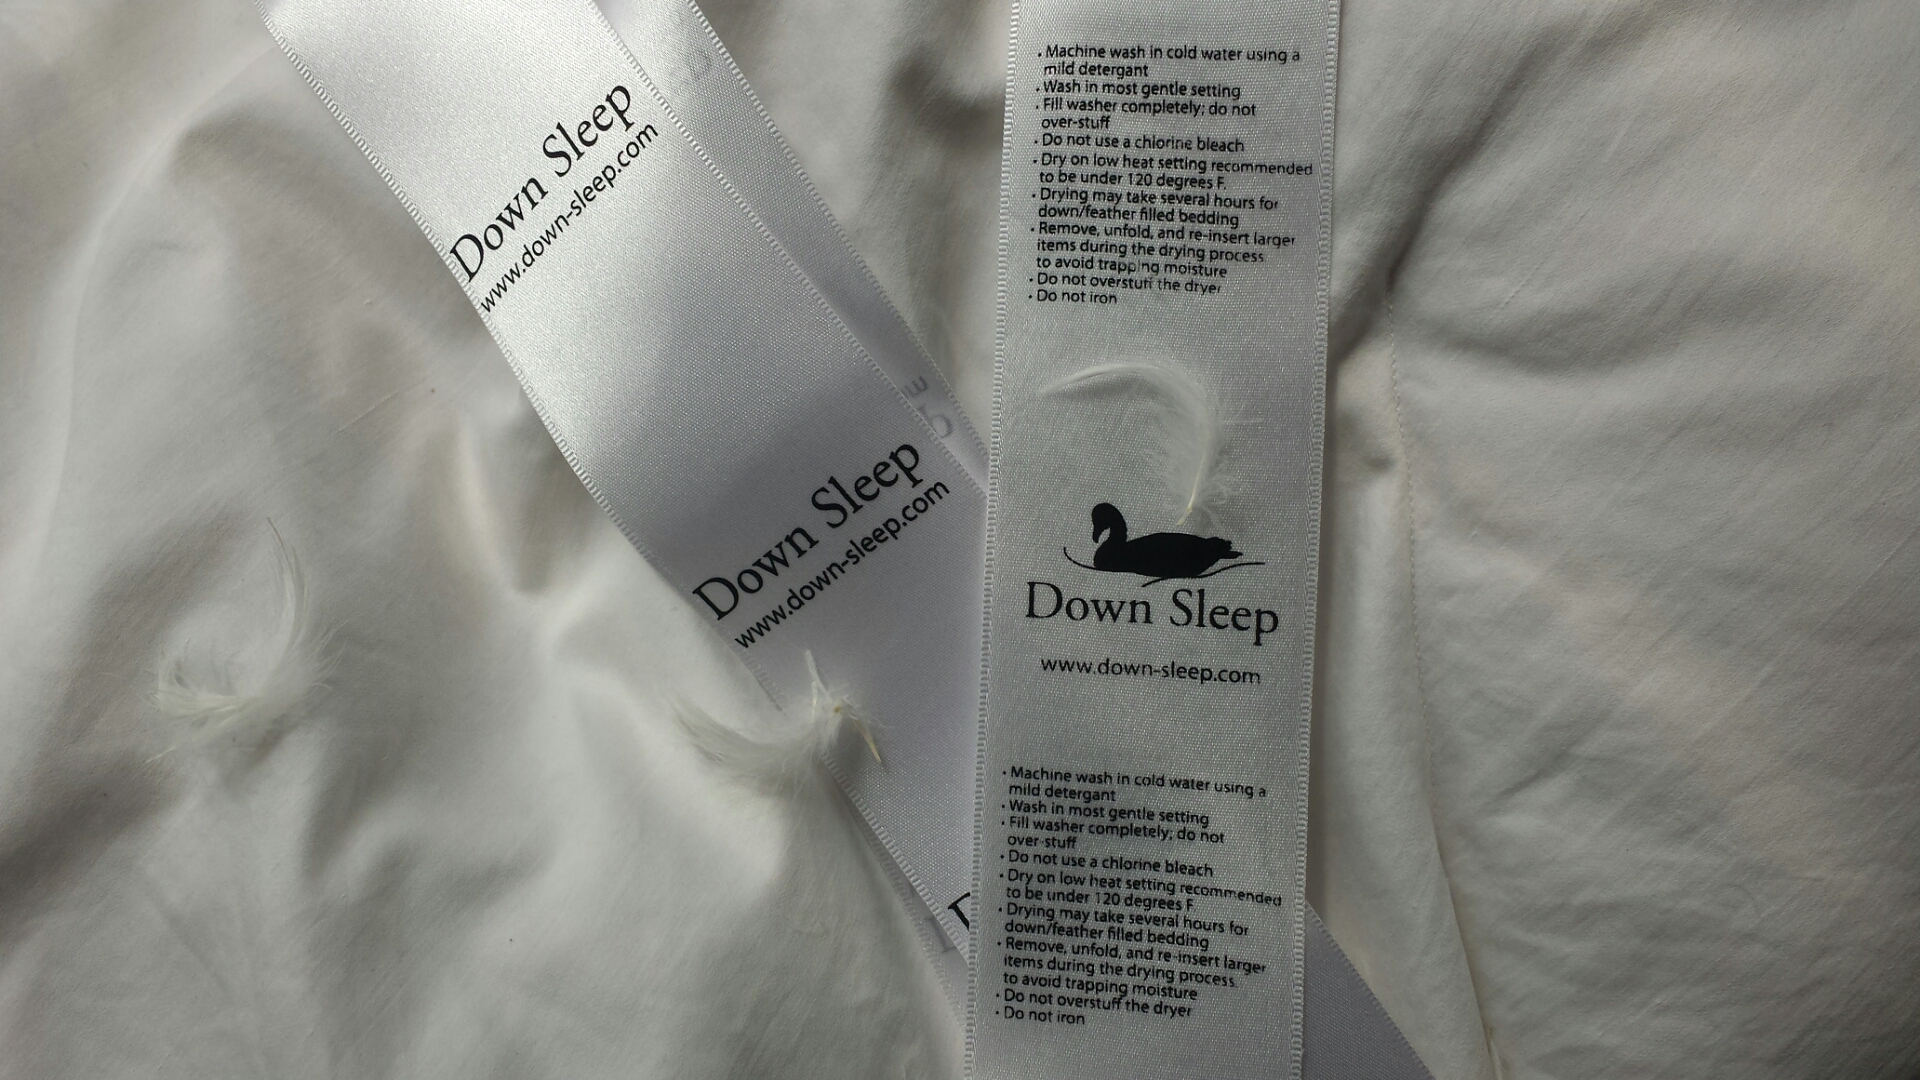 Down Sleep
www.down-sleep.com
Down Sleep
www.down-sleep.com
. Machine wash in cold water using a
mild detergant
. Wash in most gentle setting
. Fill washer completely; do not
over-stuff
. Do not use a chlorine bleach
. Dry on low heat setting recommended
to be under 120 degrees F.
. Drying may take several hours for
down/feather filled bedding
. Remove, unfold, and re-insert larger
items during the drying process
to avoid trapping moisture
. Do not overstuff the dryer
. Do not iron
Down Sleep
www.down-sleep.com
. Machine wash in cold water using a
mild detergant
. Wash in most gentle setting
. Fill washer completely; do not
over-stuff
. Do not use a chlorine bleach
. Dry on low heat setting recommended
to be under 120 degrees F.
. Drying may take several hours for
down/feather filled bedding
. Remove, unfold, and re-insert larger
items during the drying process
to avoid trapping moisture
. Do not overstuff the dryer
. Do not iron